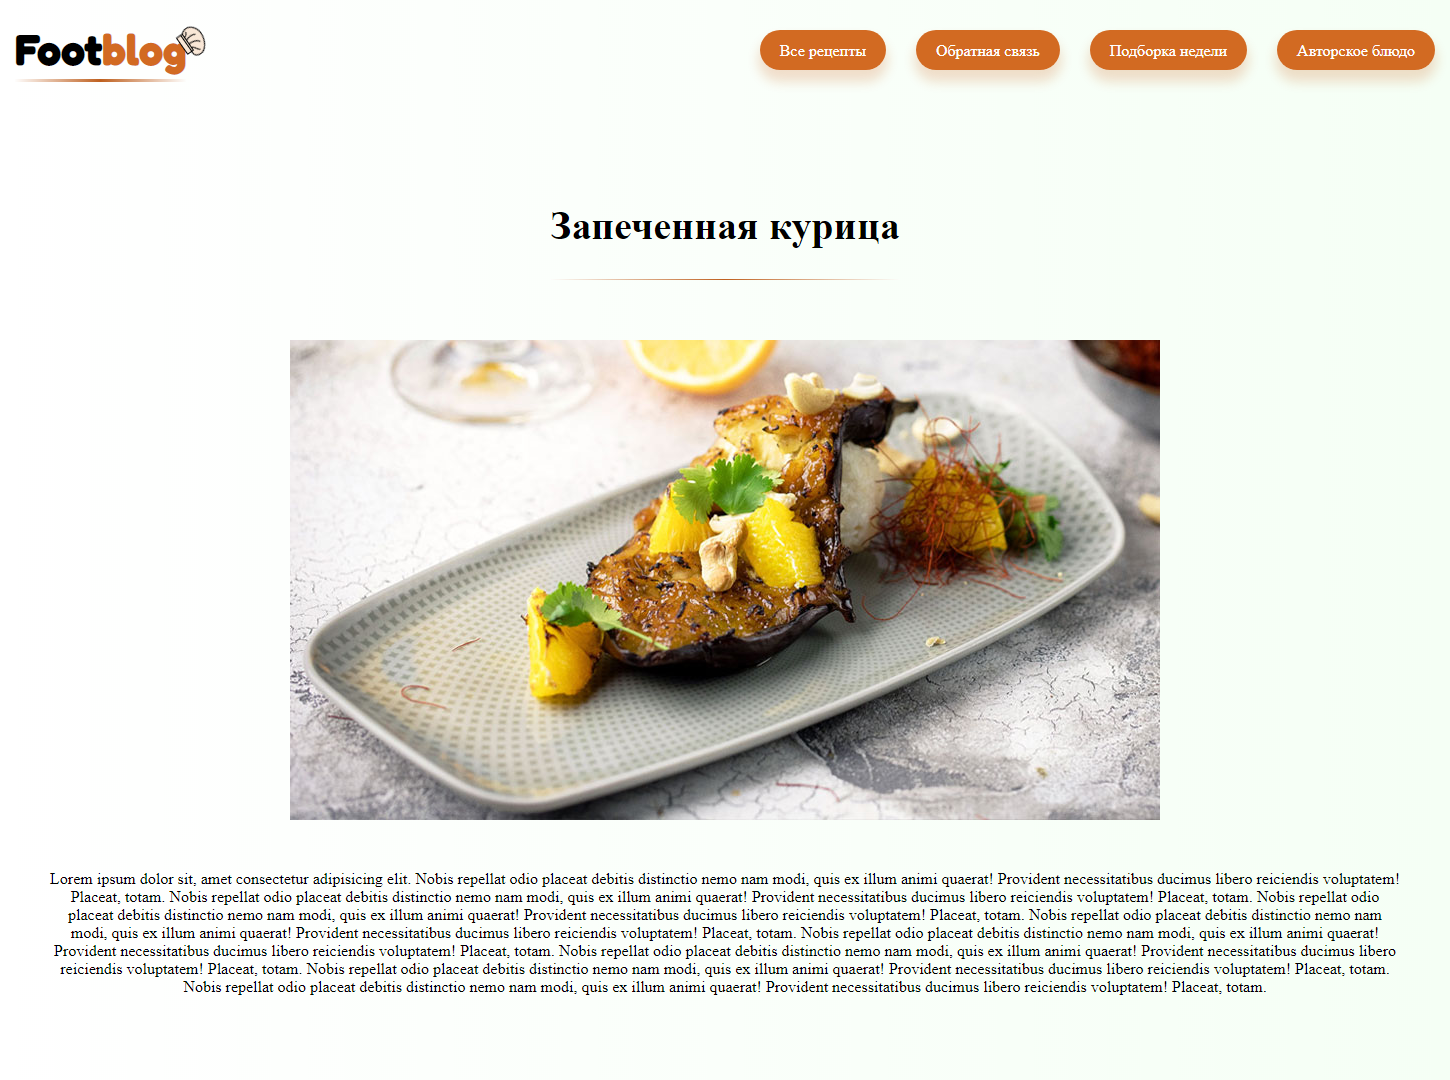 Footblog
Все рецепты
Обратная связь
Подборка недели
Авторское блюдо
Запеченная курица
Lorem ipsum dolor sit, amet consectetur adipisicing elit. Nobis repellat odio placeat debitis distinctio nemo nam modi, quis ex illum animi quaerat! Provident necessitatibus ducimus libero reiciendis voluptatem!
Placeat, totam. Nobis repellat odio placeat debitis distinctio nemo nam modi, quis ex illum animi quaerat! Provident necessitatibus ducimus libero reiciendis voluptatem! Placeat, totam. Nobis repellat odio
placeat debitis distinctio nemo nam modi, quis ex illum animi quaerat! Provident necessitatibus ducimus libero reiciendis voluptatem! Placeat, totam. Nobis repellat odio placeat debitis distinctio nemo nam
modi, quis ex illum animi quaerat! Provident necessitatibus ducimus libero reiciendis voluptatem! Placeat, totam. Nobis repellat odio placeat debitis distinctio nemo nam modi, quis ex illum animi quaerat!
Provident necessitatibus ducimus libero reiciendis voluptatem! Placeat, totam. Nobis repellat odio placeat debitis distinctio nemo nam modi, quis ex illum animi quaerat! Provident necessitatibus ducimus libero
reiciendis voluptatem! Placeat, totam. Nobis repellat odio placeat debitis distinctio nemo nam modi, quis ex illum animi quaerat! Provident necessitatibus ducimus libero reiciendis voluptatem! Placeat, totam.
Nobis repellat odio placeat debitis distinctio nemo nam modi, quis ex illum animi quaerat! Provident necessitatibus ducimus libero reiciendis voluptatem! Placeat, totam.